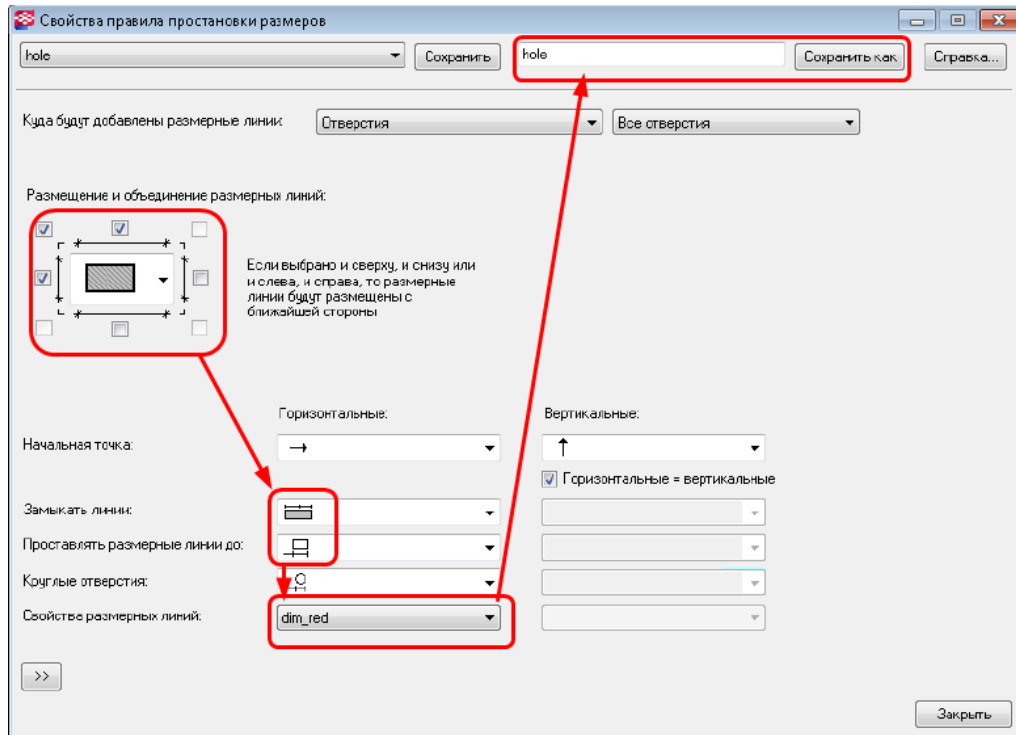 Свойства правила простановки размеров
hole
Сохранить
hole
Сохранить как
Справка...
Куда будут добавлены размерные линии:
Отверстия
Все отверстия
Размещение и объединение размерных линий:
Если выбрано и сверху, и снизу или
и слева, и справа, то размерные
линии будут размещены с
ближайшей стороны
Горизонтальные:
Вертикальные:
Начальная точка:
Горизонтальные = вертикальные
Замыкать линии:
Проставлять размерные линии до:
Круглые отверстия:
Свойства размерных линий:
dim_red
>>
Закрыть